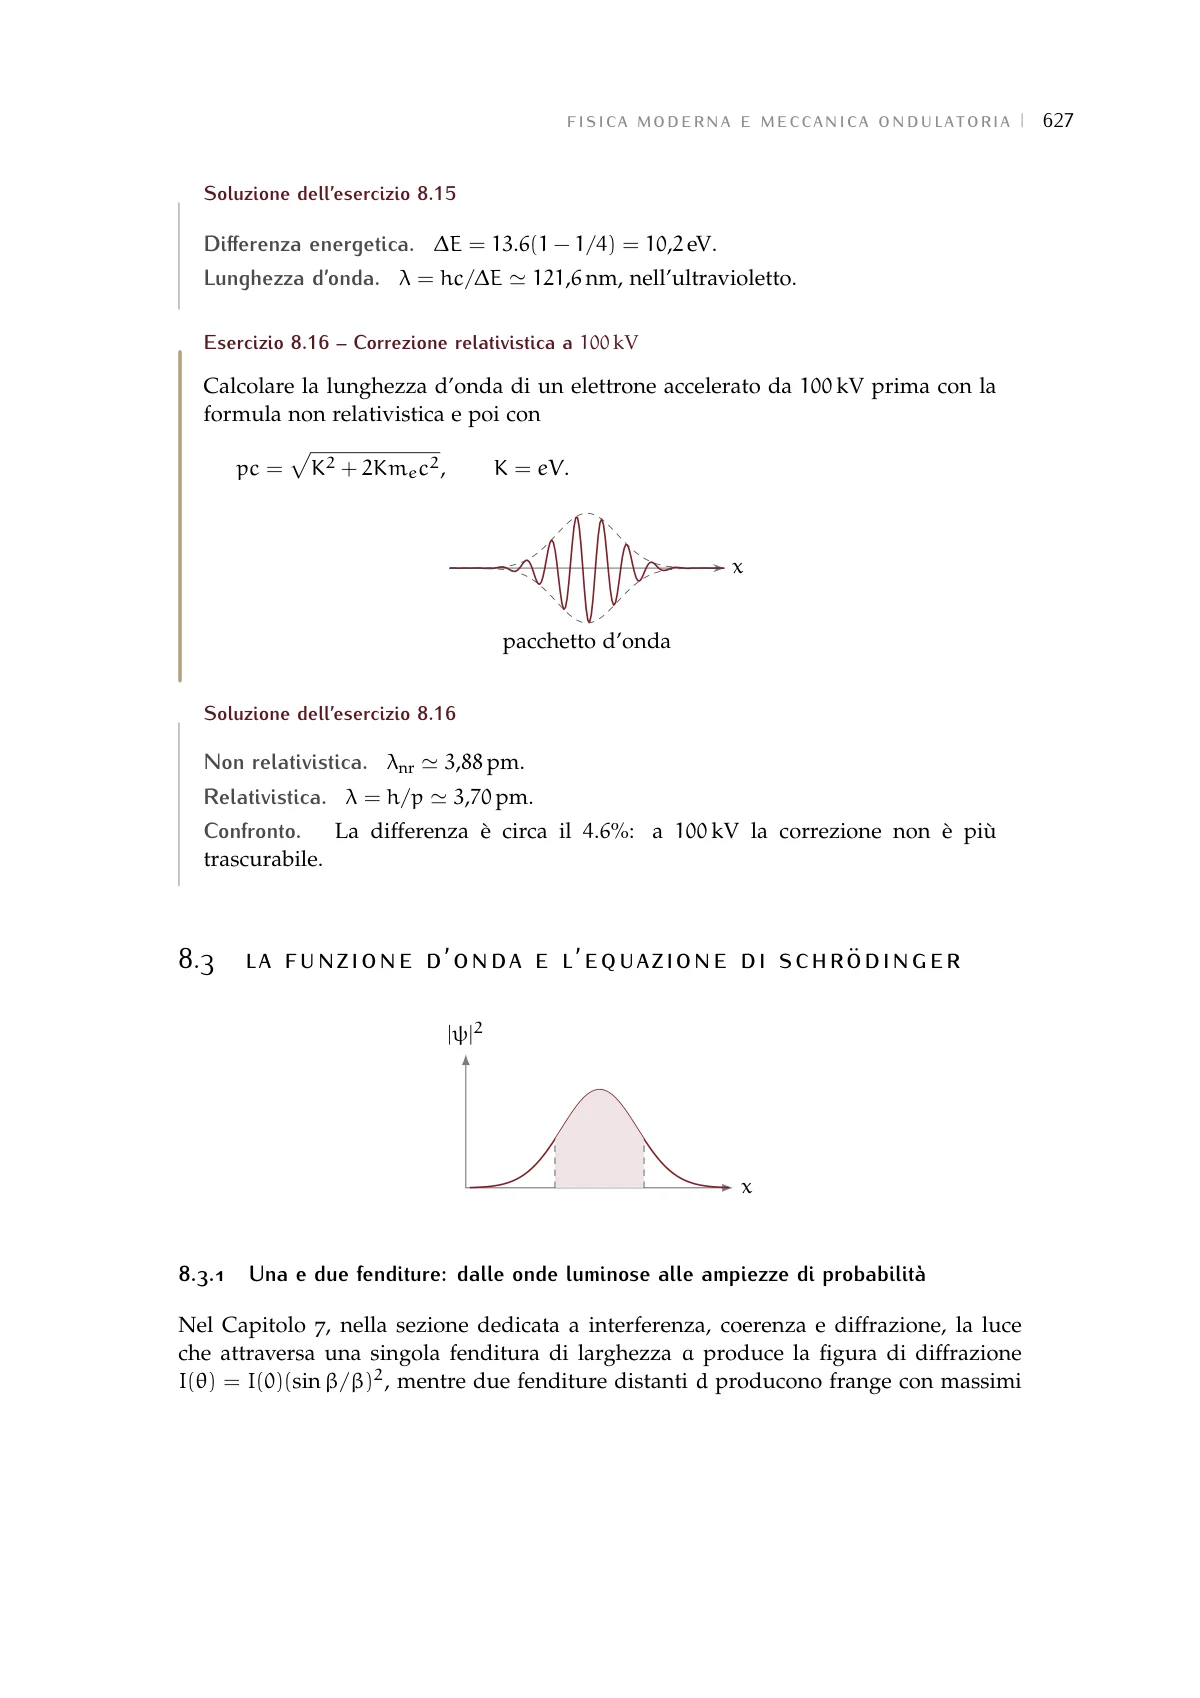 FISICA MODERNA E MECCANICA ONDULATORIA | 627
Soluzione dell'esercizio 8.15
Differenza energetica. ΔE = 13.6(1 − 1/4) = 10,2 eV.
Lunghezza d'onda. λ = hc/ΔE ≃ 121,6 nm, nell'ultravioletto.
Esercizio 8.16 – Correzione relativistica a 100 kV
Calcolare la lunghezza d'onda di un elettrone accelerato da 100 kV prima con la
formula non relativistica e poi con
pc = √(K² + 2Kmₑc²), K = eV.
x
pacchetto d'onda
Soluzione dell'esercizio 8.16
Non relativistica. λnr ≃ 3,88 pm.
Relativistica. λ = h/p ≃ 3,70 pm.
Confronto. La differenza è circa il 4.6%: a 100 kV la correzione non è più
trascurabile.
8.3 LA FUNZIONE D'ONDA E L'EQUAZIONE DI SCHRÖDINGER
|ψ|²
x
8.3.1 Una e due fenditure: dalle onde luminose alle ampiezze di probabilità
Nel Capitolo 7, nella sezione dedicata a interferenza, coerenza e diffrazione, la luce
che attraversa una singola fenditura di larghezza a produce la figura di diffrazione
I(θ) = I(0)(sin β/β)², mentre due fenditure distanti d producono frange con massimi